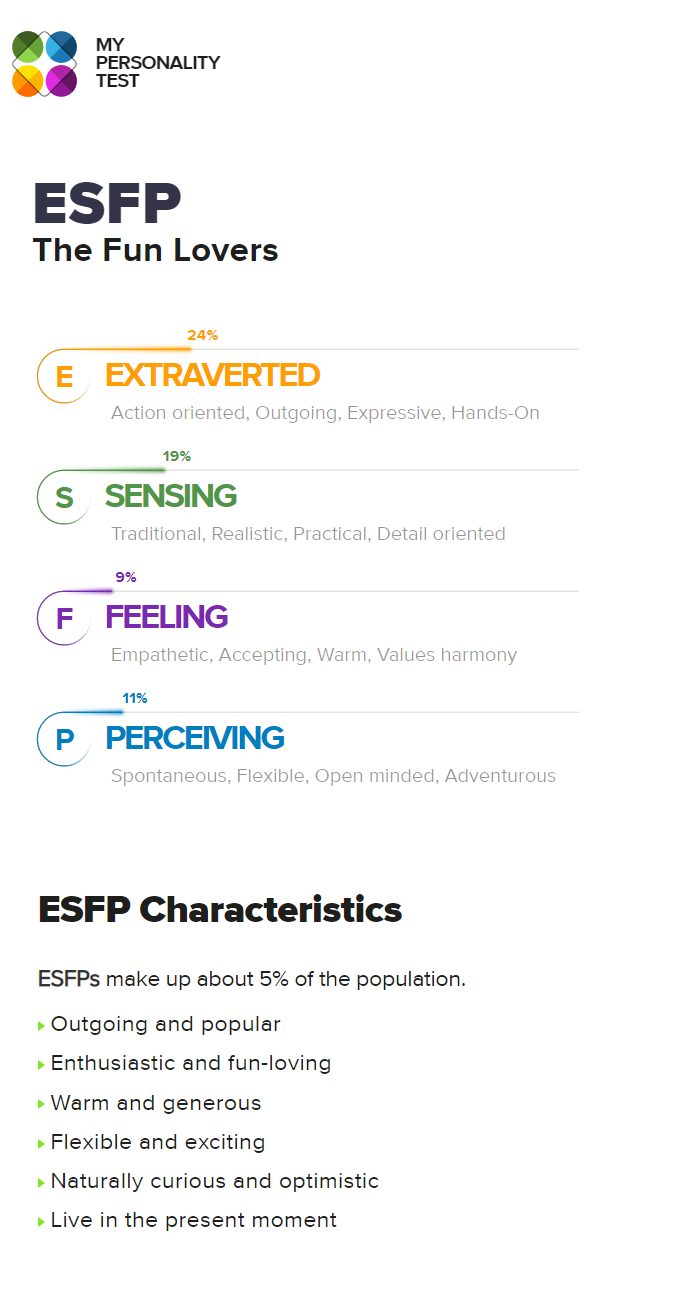 MY
PERSONALITY
TEST
ESFP
The Fun Lovers
24%
E EXTRAVERTED
Action oriented, Outgoing, Expressive, Hands-On
19%
S SENSING
Traditional, Realistic, Practical, Detail oriented
9%
F FEELING
Empathetic, Accepting, Warm, Values harmony
11%
P PERCEIVING
Spontaneous, Flexible, Open minded, Adventurous
ESFP Characteristics
ESFPs make up about 5% of the population.
Outgoing and popular
Enthusiastic and fun-loving
Warm and generous
Flexible and exciting
Naturally curious and optimistic
Live in the present moment